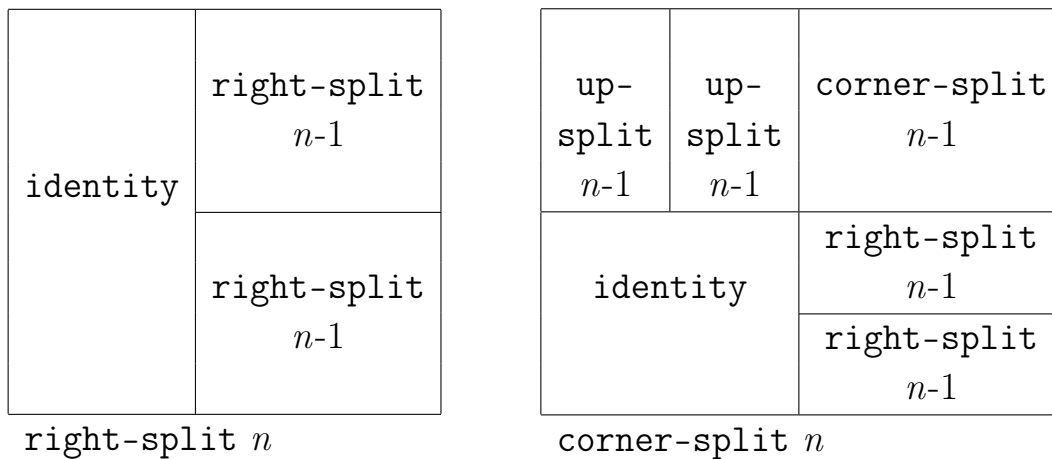 right-split
n-1
identity
right-split
n-1
right-split n
up-
split
n-1
up-
split
n-1
corner-split
n-1
identity
right-split
n-1
right-split
n-1
corner-split n